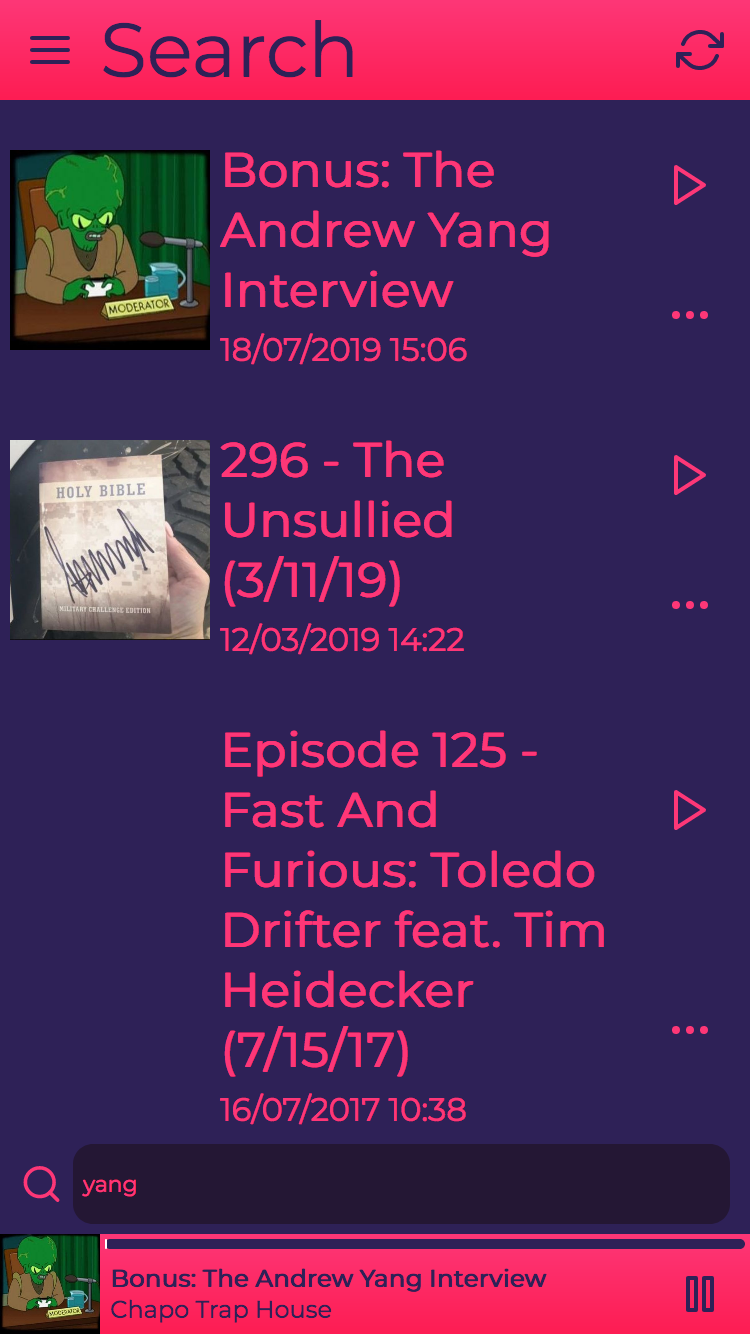 Search
Bonus: The
Andrew Yang
Interview
18/07/2019 15:06
MODERATOR
296 - The
Unsullied
(3/11/19)
12/03/2019 14:22
HOLY BIBLE
MILITARY CHALLENGE EDITION
Episode 125 -
Fast And
Furious: Toledo
Drifter feat. Tim
Heidecker
(7/15/17)
16/07/2017 10:38
yang
MODERATOR
Bonus: The Andrew Yang Interview
Chapo Trap House